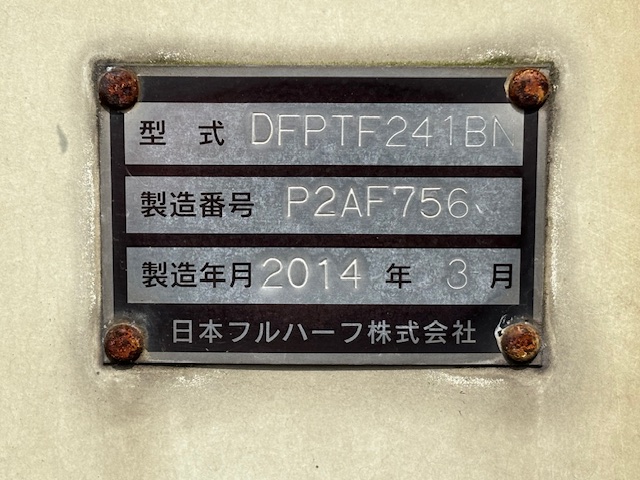 型 式 DFPTF241BN
製造番号 P2AF756
製造年月 2014 年 3 月
日本フルハーフ株式会社